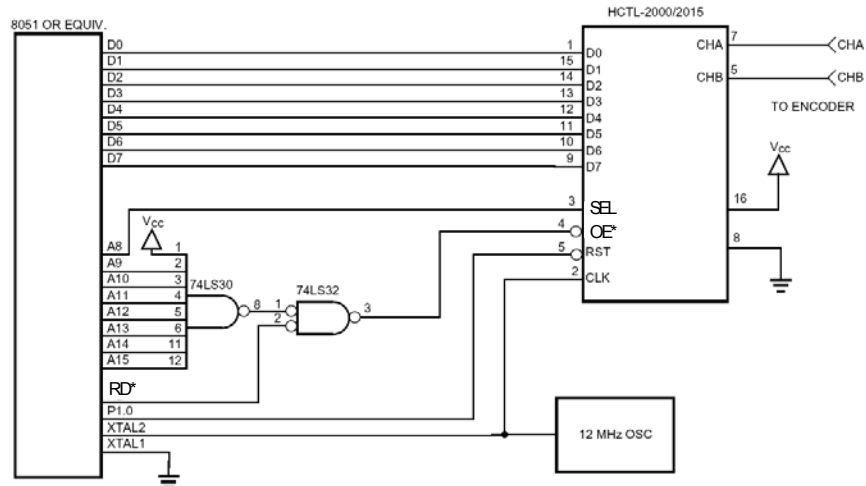 HCTL-2000/2015
8051 OR EQUIV.
D0 1 D0
D1 15 D1
D2 14 D2
D3 13 D3
D4 12 D4
D5 11 D5
D6 10 D6
D7 9 D7
CHA 7 CHA
CHB 5 CHB
TO ENCODER
Vcc
16
8
3 SEL
4 OE*
5 RST
2 CLK
Vcc
A8 1
A9 2
A10 3
A11 4
A12 5
A13 6
A14 11
A15 12
74LS30
8
74LS32
1
2
3
RD*
P1.0
XTAL2
XTAL1
12 MHz OSC